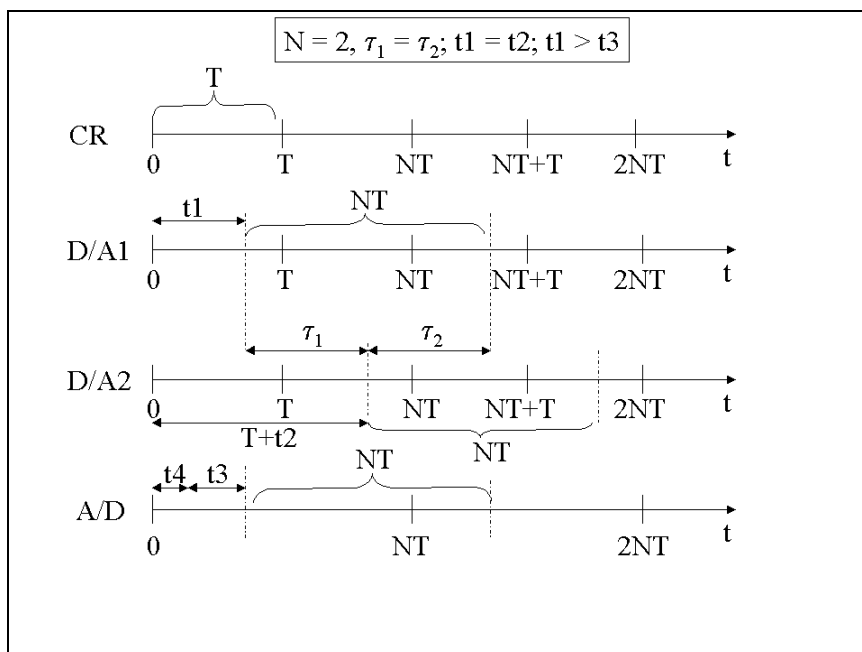 N = 2, τ₁ = τ₂; t1 = t2; t1 > t3
T
CR
0 T NT NT+T 2NT t
t1 NT
D/A1
0 T NT NT+T 2NT t
τ₁ τ₂
D/A2
0 T NT NT+T 2NT t
T+t2 NT
t4 t3 NT
A/D
0 NT 2NT t